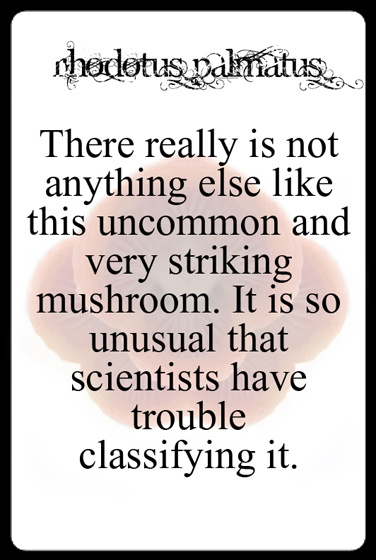 rhodotus palmatus
There really is not
anything else like
this uncommon and
very striking
mushroom. It is so
unusual that
scientists have
trouble
classifying it.